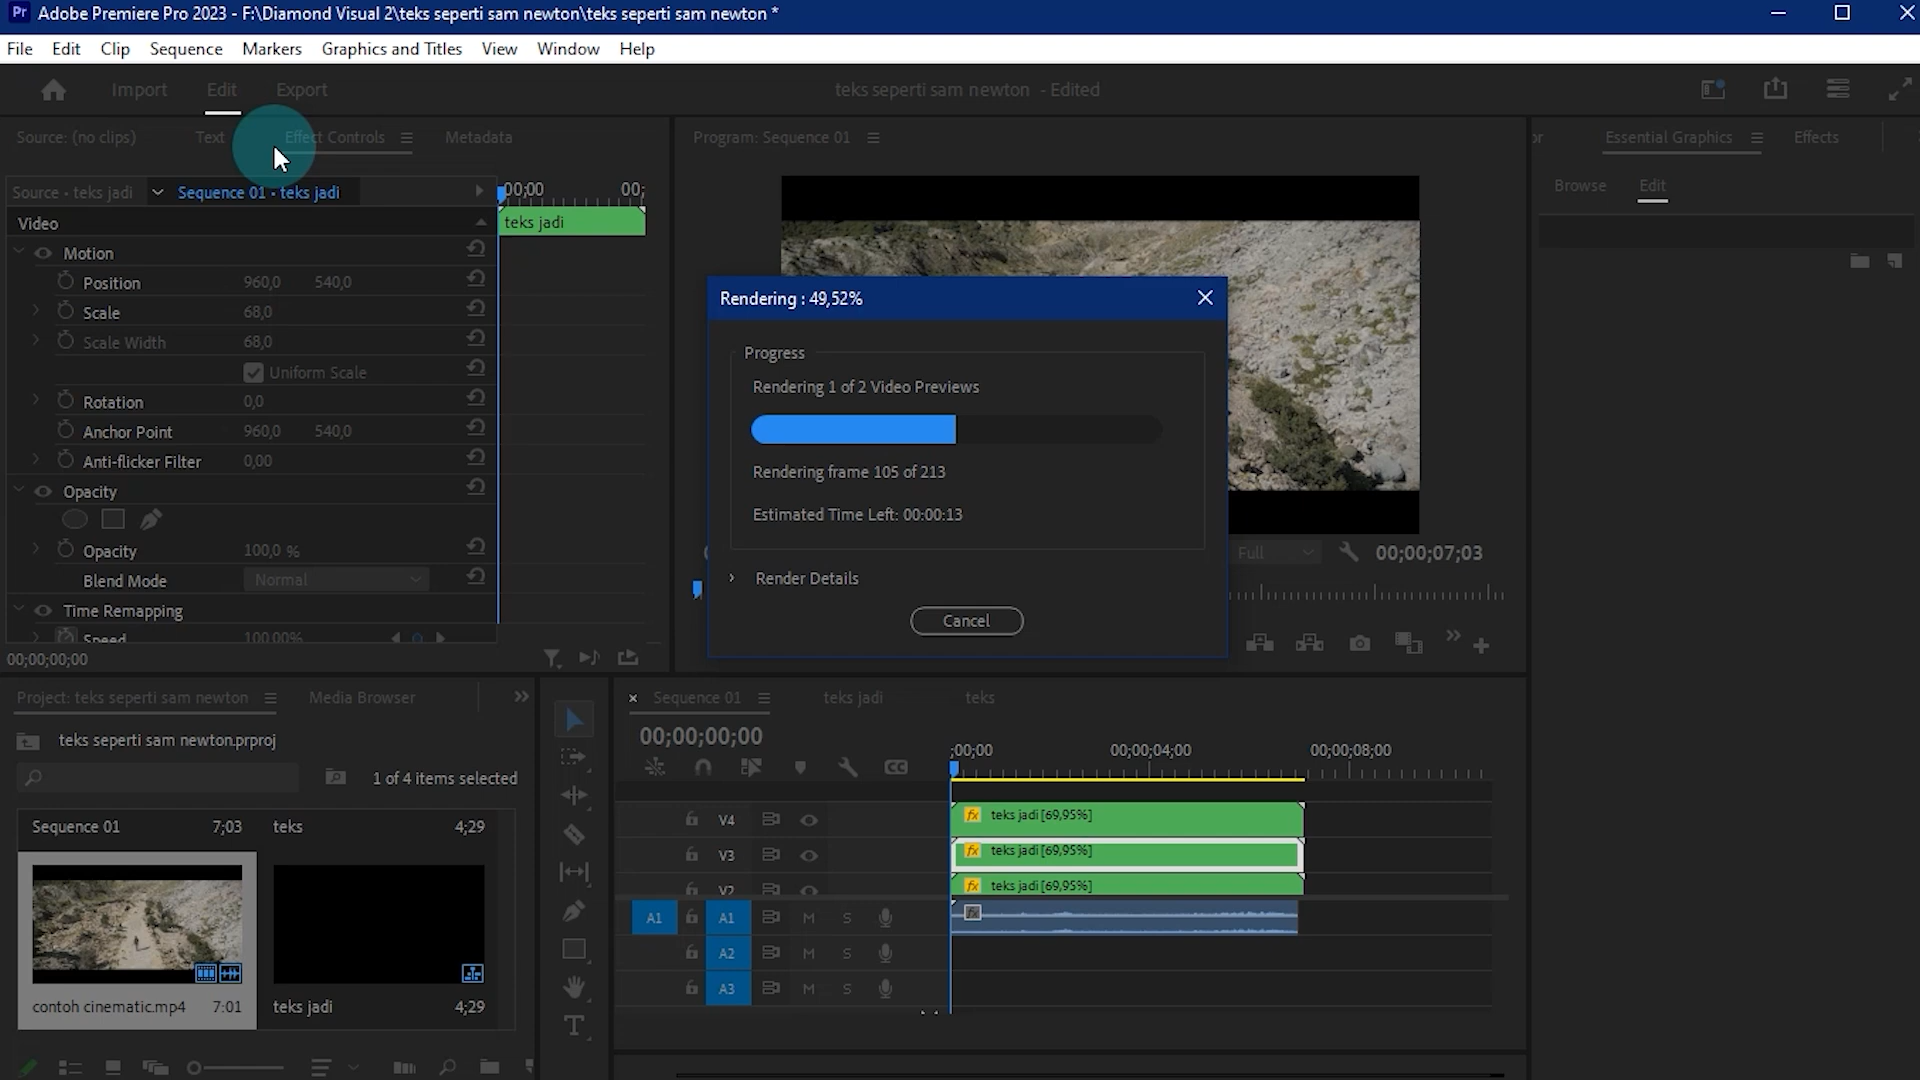 Pr Adobe Premiere Pro 2023 - F:\Diamond Visual 2\teks seperti sam newton\teks seperti sam newton *
File Edit Clip Sequence Markers Graphics and Titles View Window Help
Import Edit Export
teks seperti sam newton - Edited
Source: (no clips) Text Effect Controls Metadata
Program: Sequence 01
Essential Graphics Effects
Browse Edit
Source • teks jadi Sequence 01 • teks jadi
00;00 00;
Video
teks jadi
Motion
Position 960,0 540,0
Scale 68,0
Scale Width 68,0
Uniform Scale
Rotation 0,0
Anchor Point 960,0 540,0
Anti-flicker Filter 0,00
Opacity
Opacity 100,0 %
Blend Mode Normal
Time Remapping
Speed 100,00%
00;00;00;00
Rendering : 49,52%
Progress
Rendering 1 of 2 Video Previews
Rendering frame 105 of 213
Estimated Time Left: 00:00:13
Render Details
Cancel
Full 00;00;07;03
Project: teks seperti sam newton Media Browser
teks seperti sam newton.prproj
1 of 4 items selected
Sequence 01 7;03 teks 4;29
contoh cinematic.mp4 7:01 teks jadi 4;29
Sequence 01 teks jadi teks
00;00;00;00
;00;00 00;00;04;00 00;00;08;00
V4 fx teks jadi [69,95%]
V3 fx teks jadi [69,95%]
V2 fx teks jadi [69,95%]
A1 A1 M S fx
A2 M S
A3 M S